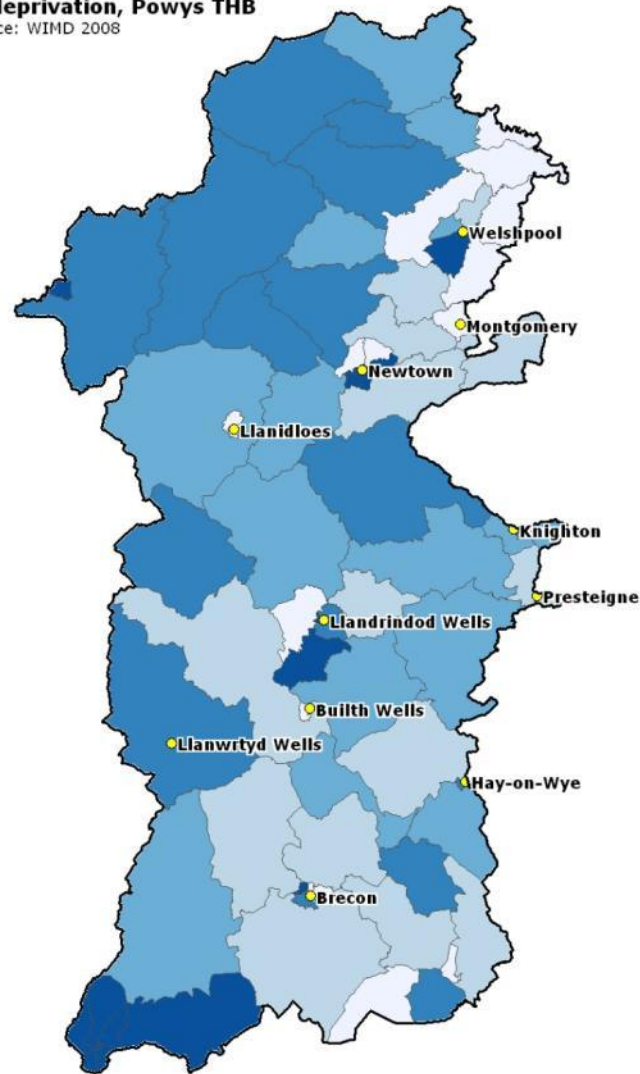 deprivation, Powys THB
ce: WIMD 2008
Welshpool
Montgomery
Newtown
Llanidloes
Knighton
Presteigne
Llandrindod Wells
Builth Wells
Llanwrtyd Wells
Hay-on-Wye
Brecon